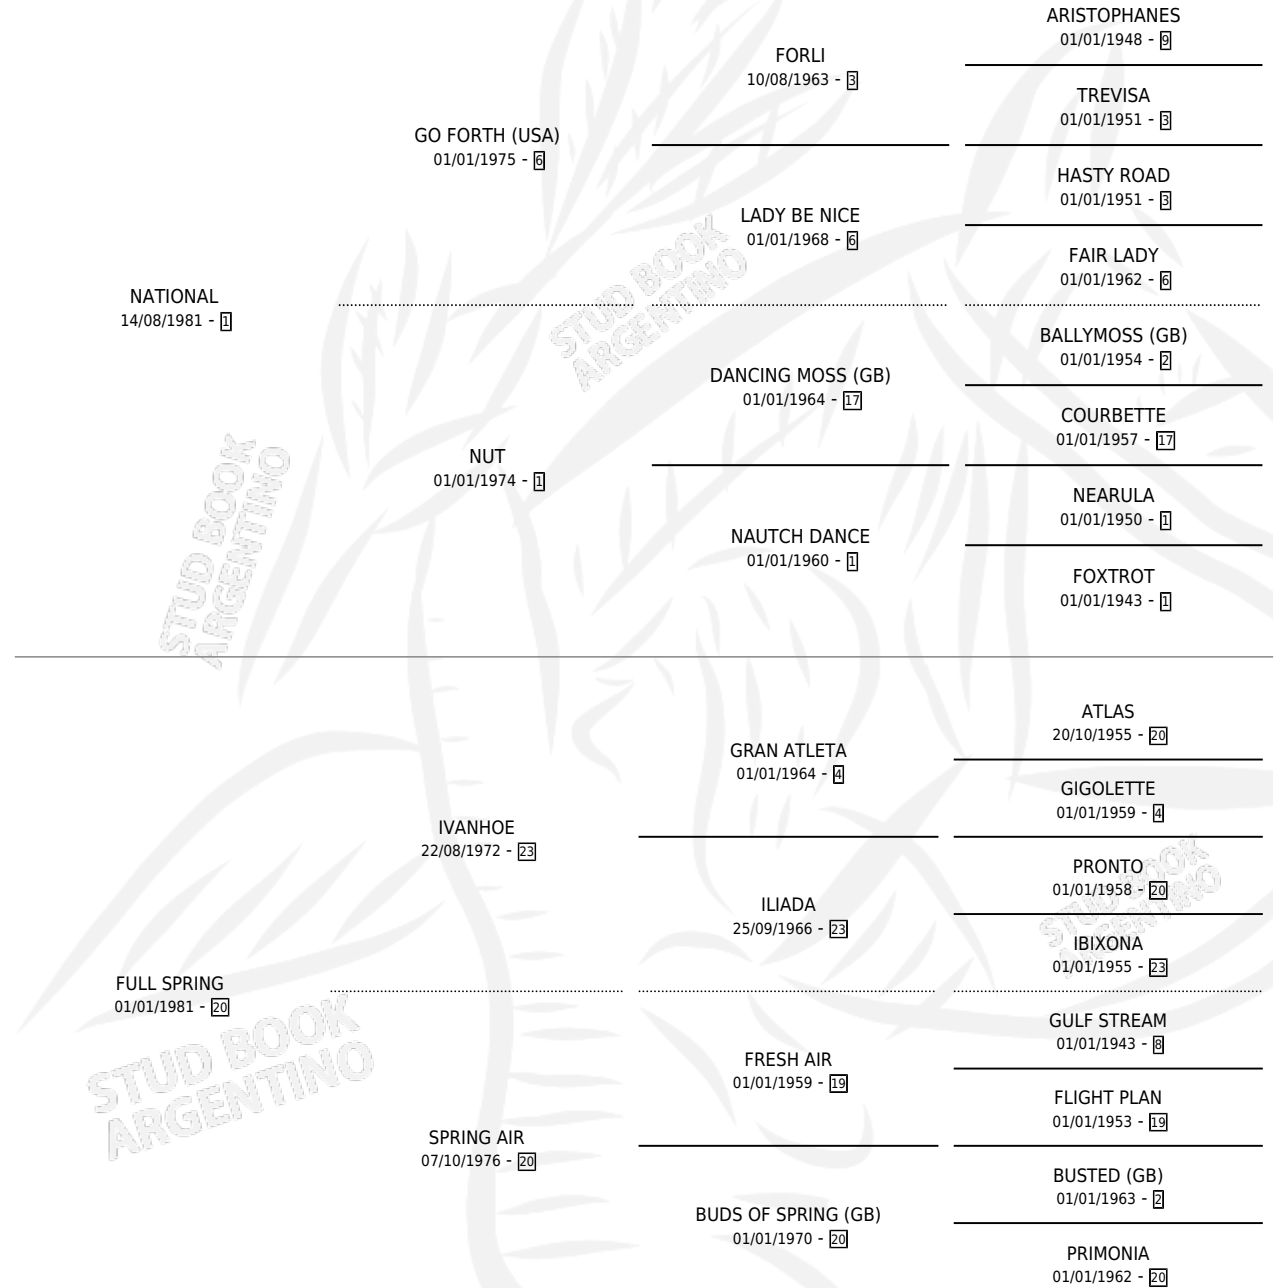 ARISTOPHANES
01/01/1948 - 9
FORLI
10/08/1963 - 3
TREVISA
01/01/1951 - 3
GO FORTH (USA)
01/01/1975 - 6
HASTY ROAD
01/01/1951 - 3
LADY BE NICE
01/01/1968 - 6
FAIR LADY
01/01/1962 - 6
NATIONAL
14/08/1981 - 1
STUD BOOK
ARGENTINO
BALLYMOSS (GB)
01/01/1954 - 2
DANCING MOSS (GB)
01/01/1964 - 17
COURBETTE
01/01/1957 - 17
NUT
01/01/1974 - 1
NEARULA
01/01/1950 - 1
NAUTCH DANCE
01/01/1960 - 1
FOXTROT
01/01/1943 - 1
STUD BOOK
ARGENTINO
ATLAS
20/10/1955 - 20
GRAN ATLETA
01/01/1964 - 4
GIGOLETTE
01/01/1959 - 4
IVANHOE
22/08/1972 - 23
PRONTO
01/01/1958 - 20
ILIADA
25/09/1966 - 23
IBIXONA
01/01/1955 - 23
STUD BOOK
ARGENTINO
FULL SPRING
01/01/1981 - 20
GULF STREAM
01/01/1943 - 8
FRESH AIR
01/01/1959 - 19
FLIGHT PLAN
01/01/1953 - 19
STUD BOOK
ARGENTINO
SPRING AIR
07/10/1976 - 20
BUSTED (GB)
01/01/1963 - 2
BUDS OF SPRING (GB)
01/01/1970 - 20
PRIMONIA
01/01/1962 - 20